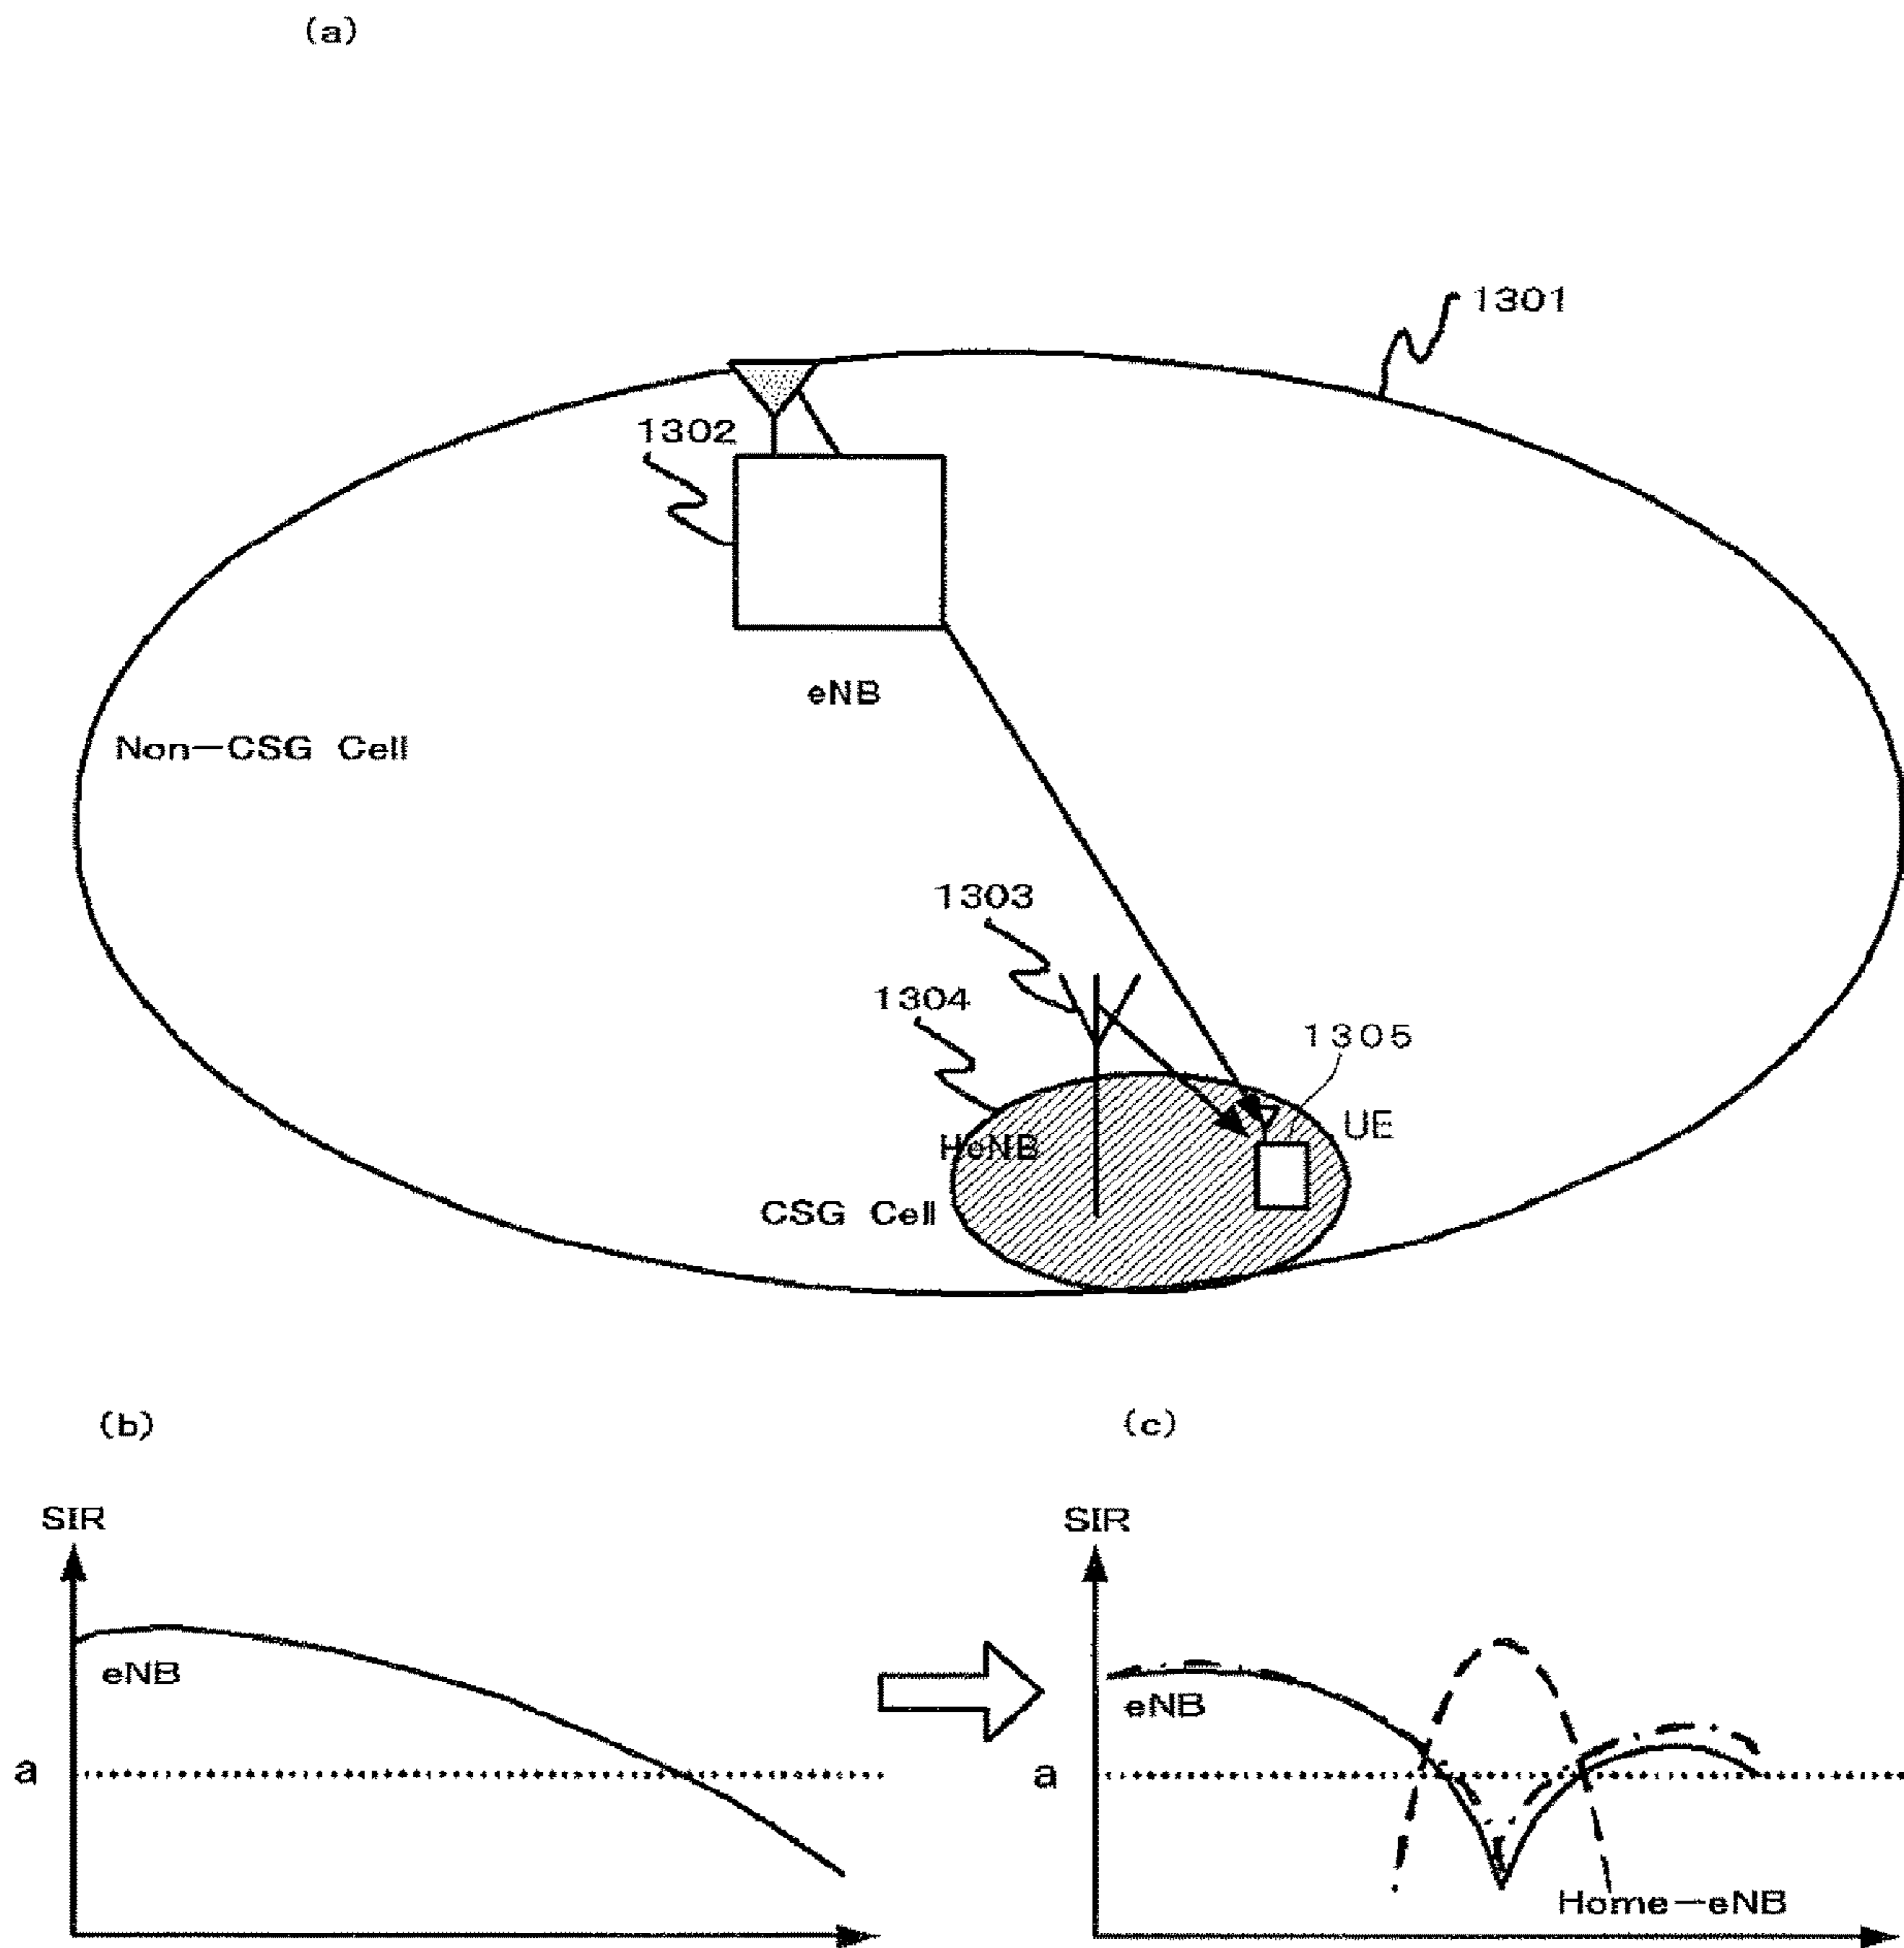 (a)
1301
1302
eNB
Non-CSG Cell
1303
1304
1305
UE
HeNB
CSG Cell
(b)
(c)
SIR
SIR
eNB
eNB
a
a
Home-eNB